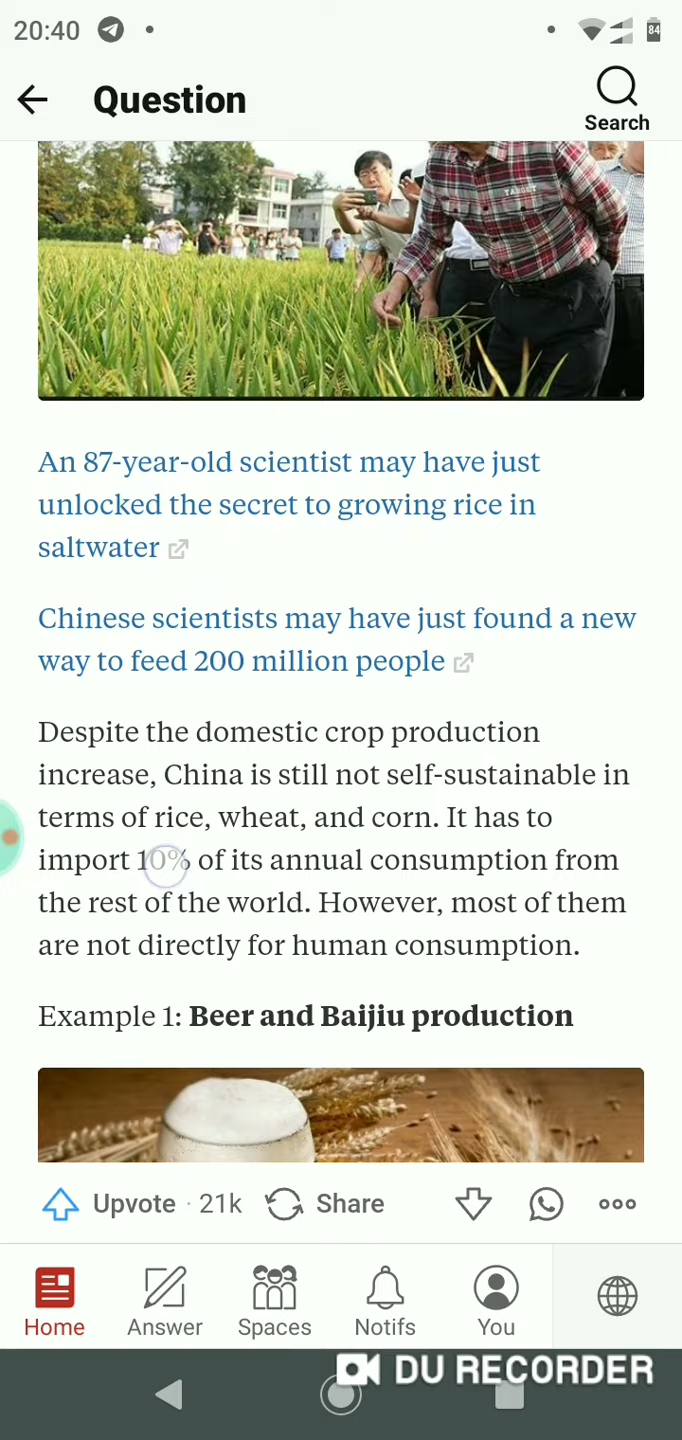 20:40
84
Question
Search
TARGET
An 87-year-old scientist may have just
unlocked the secret to growing rice in
saltwater
Chinese scientists may have just found a new
way to feed 200 million people
Despite the domestic crop production
increase, China is still not self-sustainable in
terms of rice, wheat, and corn. It has to
import 10% of its annual consumption from
the rest of the world. However, most of them
are not directly for human consumption.
Example 1: Beer and Baijiu production
Upvote · 21k Share
Home Answer Spaces Notifs You
DU RECORDER